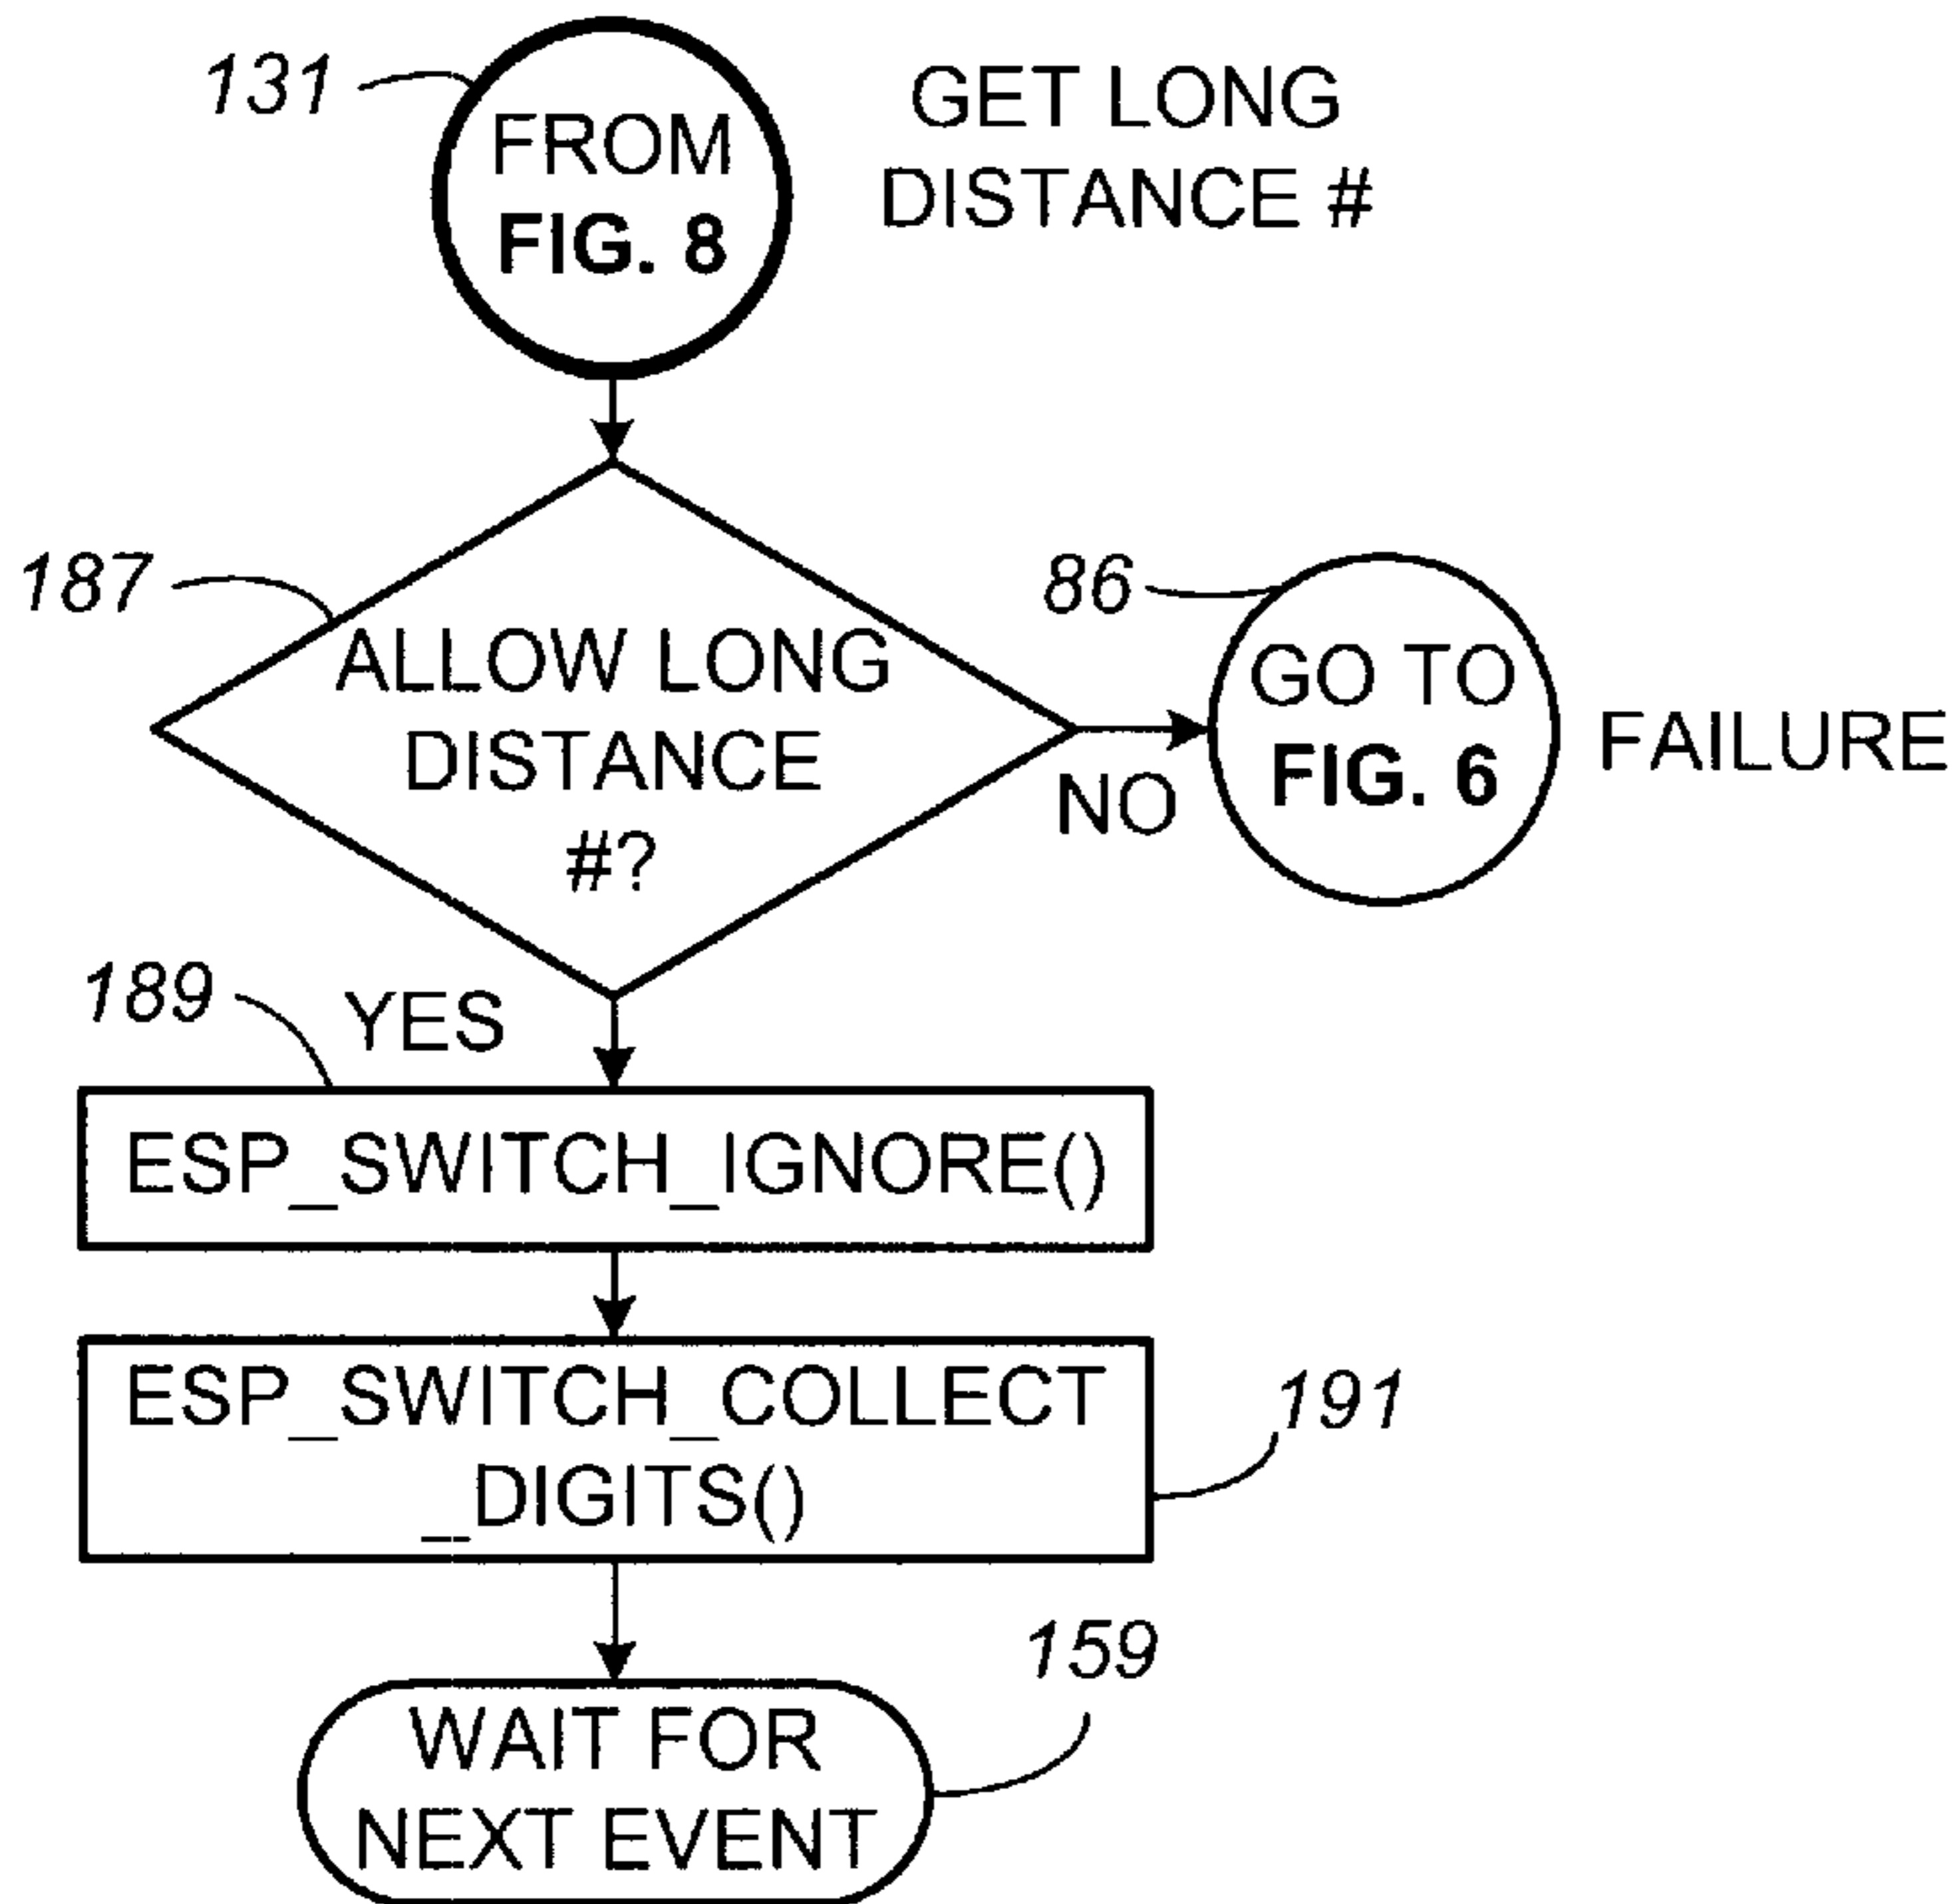 131
FROM
FIG. 8
GET LONG
DISTANCE #
187
ALLOW LONG
DISTANCE
#?
NO
86
GO TO
FIG. 6
FAILURE
189
YES
ESP_SWITCH_IGNORE()
ESP_SWITCH_COLLECT
_DIGITS()
191
159
WAIT FOR
NEXT EVENT